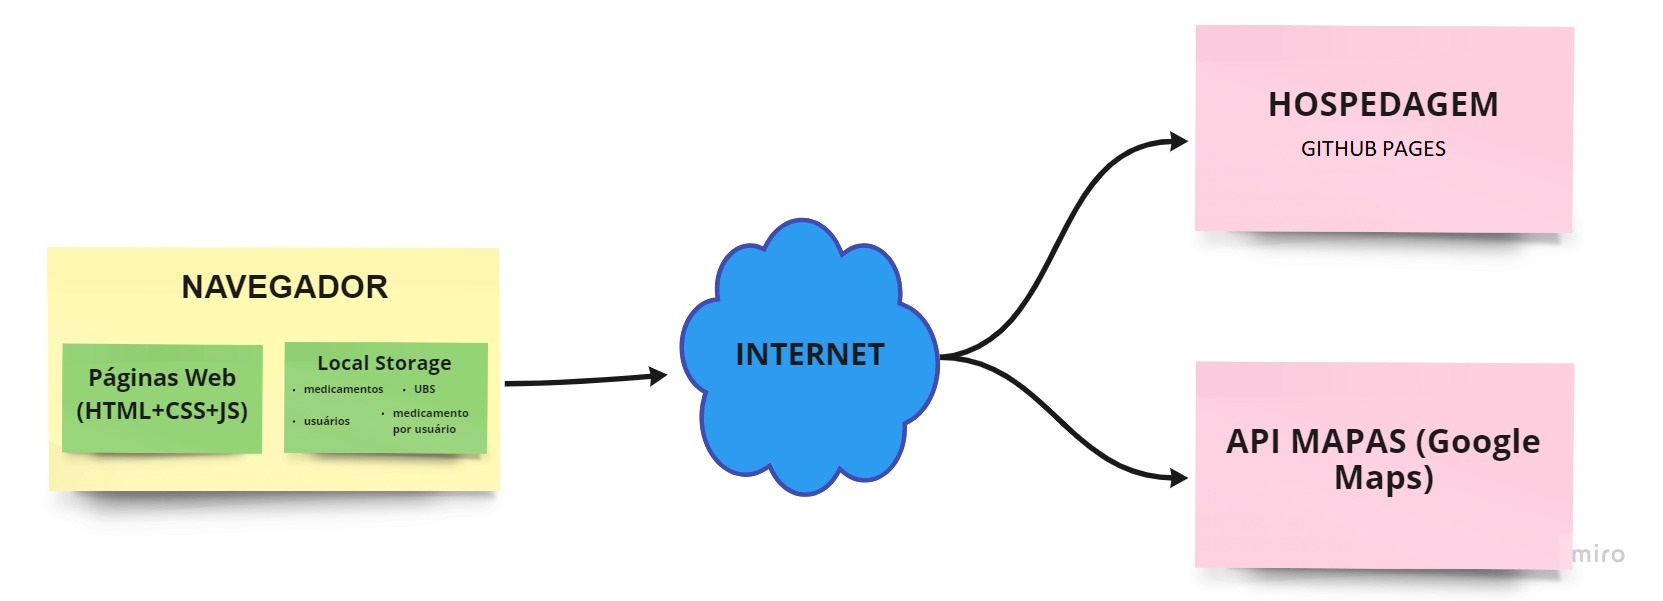 NAVEGADOR
Páginas Web
(HTML+CSS+JS)
Local Storage
· medicamentos
· UBS
· usuários
· medicamento
por usuário
INTERNET
HOSPEDAGEM
GITHUB PAGES
API MAPAS (Google
Maps)
miro